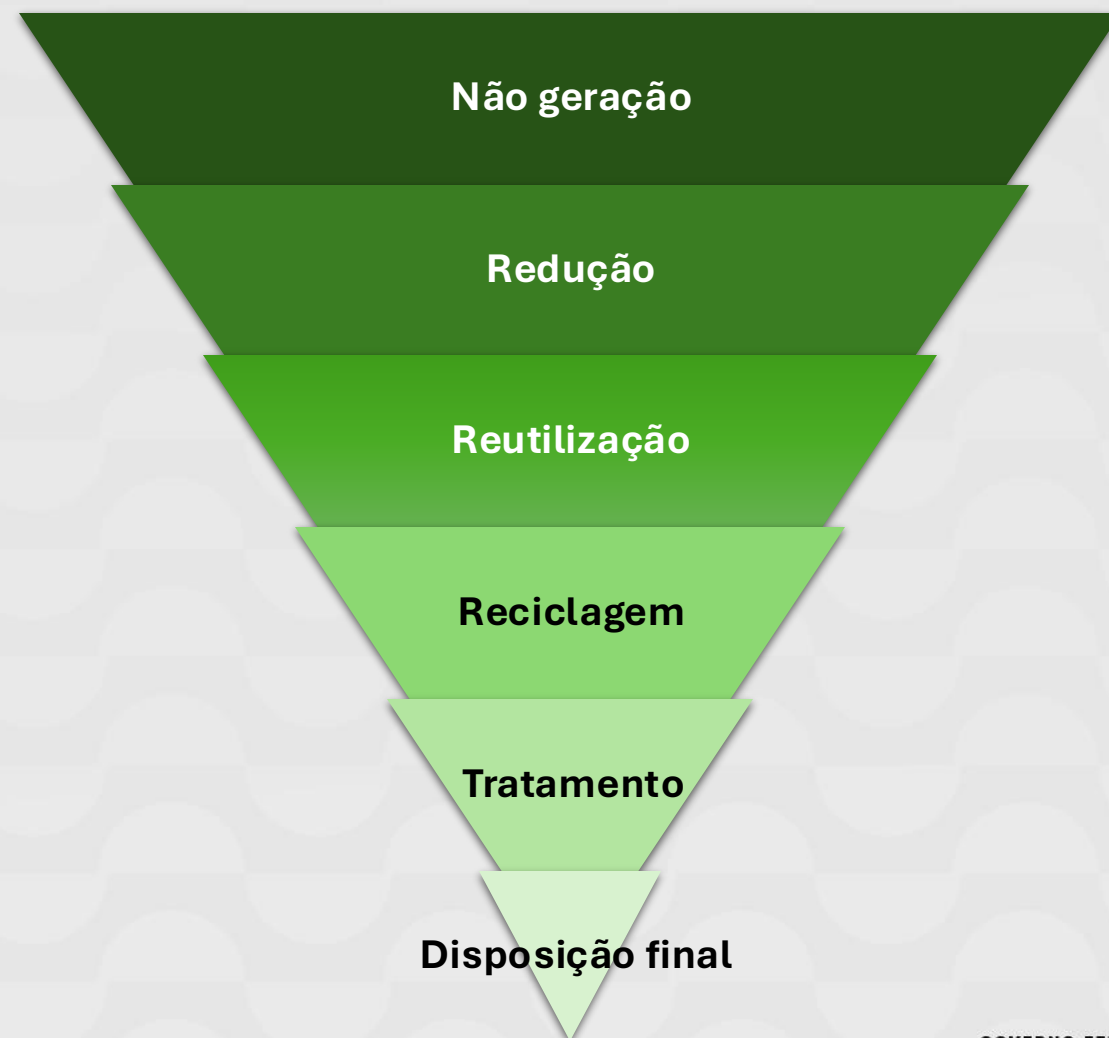 Não geração
Redução
Reutilização
Reciclagem
Tratamento
Disposição final